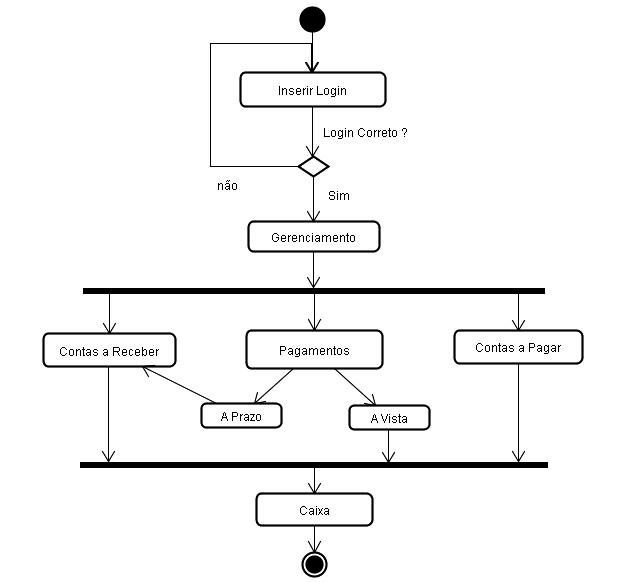 Inserir Login
Login Correto ?
não
Sim
Gerenciamento
Contas a Receber
Pagamentos
Contas a Pagar
A Prazo
A Vista
Caixa